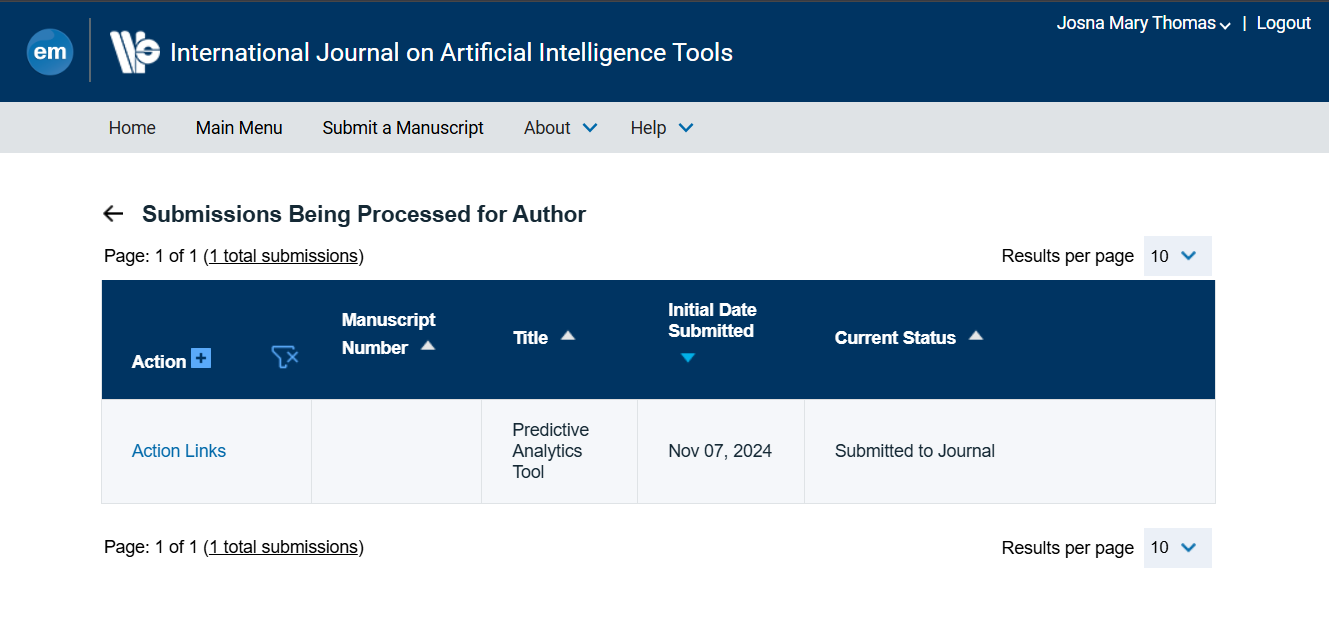 Josna Mary Thomas | Logout
em
International Journal on Artificial Intelligence Tools
Home Main Menu Submit a Manuscript About Help
Submissions Being Processed for Author
Page: 1 of 1 (1 total submissions) Results per page 10
Action Manuscript Number Title Initial Date Submitted Current Status
Action Links Predictive Analytics Tool Nov 07, 2024 Submitted to Journal
Page: 1 of 1 (1 total submissions) Results per page 10